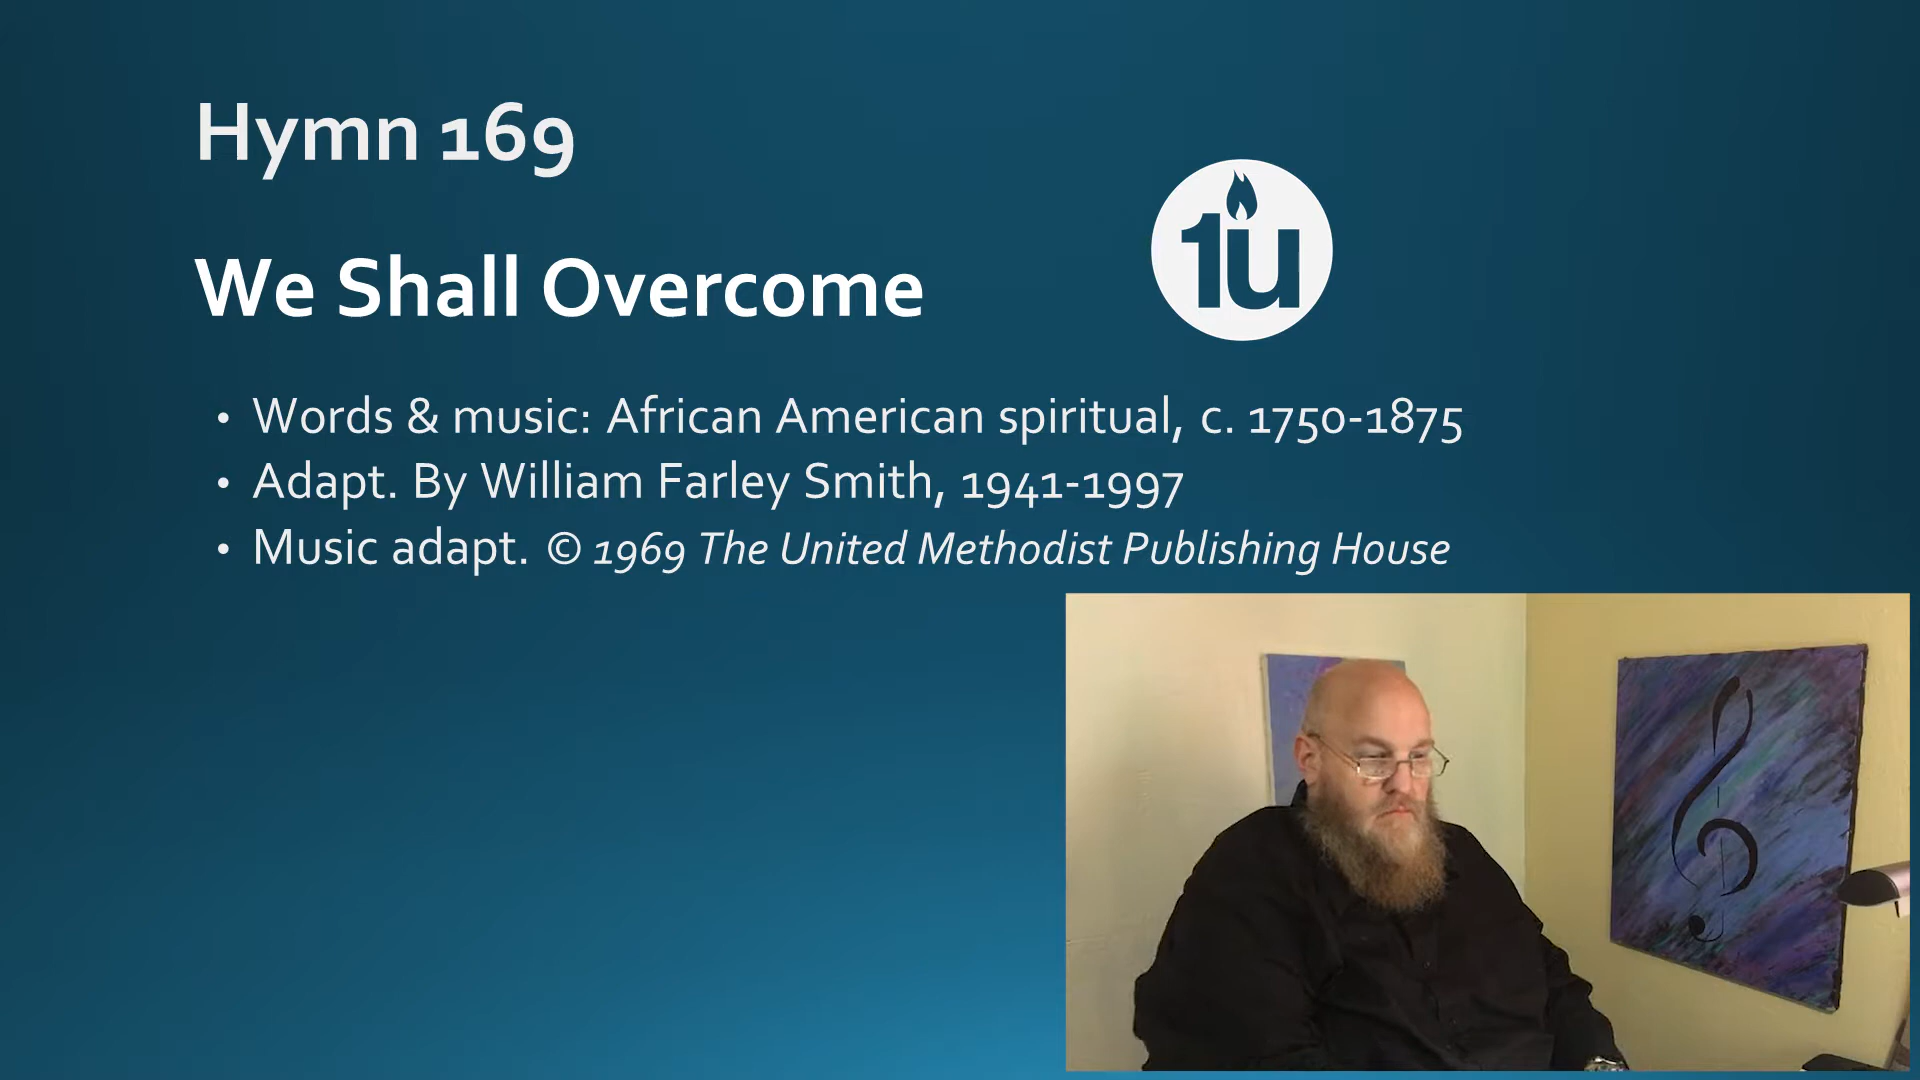 Hymn 169
1u
We Shall Overcome
• Words & music: African American spiritual, c. 1750-1875
• Adapt. By William Farley Smith, 1941-1997
• Music adapt. © 1969 The United Methodist Publishing House